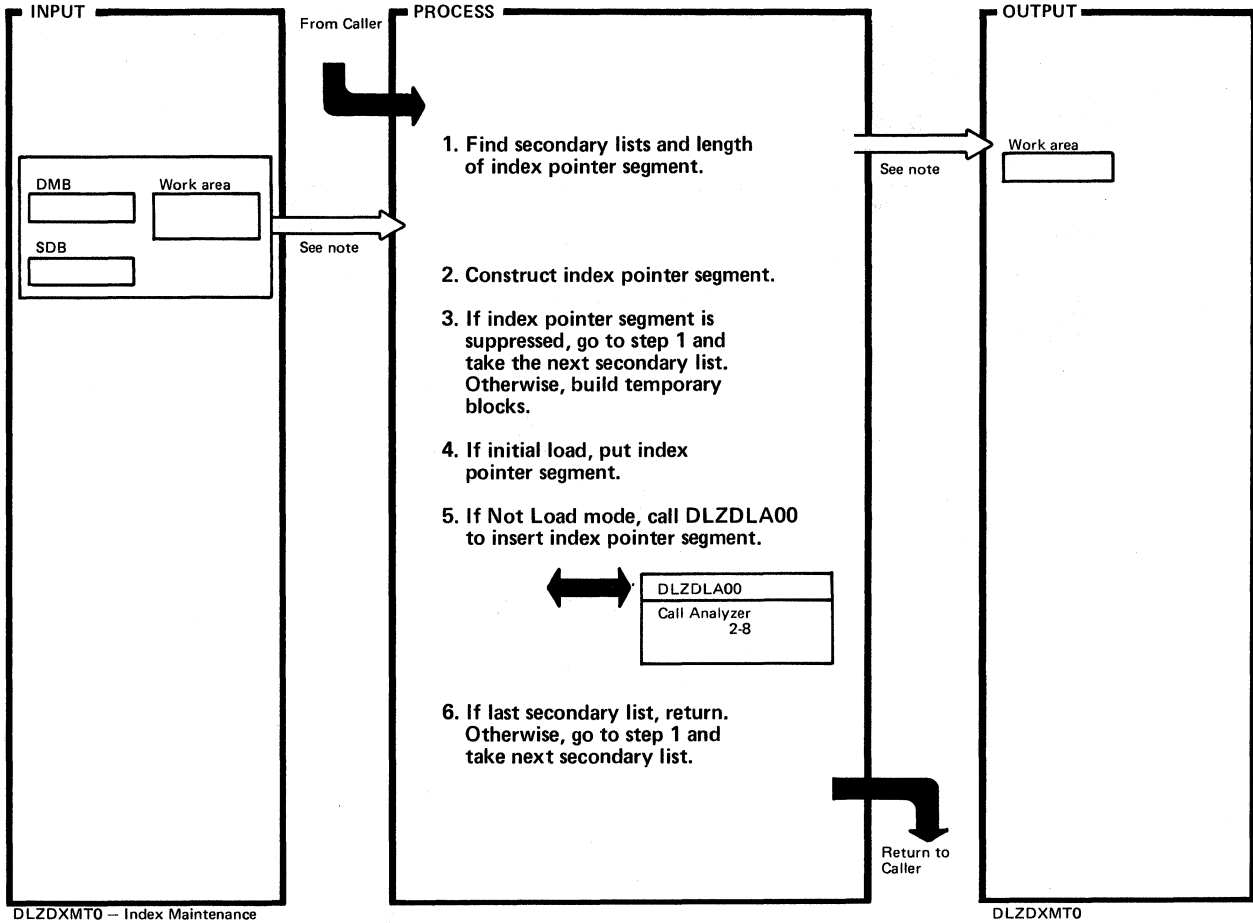 INPUT
From Caller
PROCESS
OUTPUT
1. Find secondary lists and length
of index pointer segment.
See note
Work area
DMB
Work area
SDB
See note
2. Construct index pointer segment.
3. If index pointer segment is
suppressed, go to step 1 and
take the next secondary list.
Otherwise, build temporary
blocks.
4. If initial load, put index
pointer segment.
5. If Not Load mode, call DLZDLA00
to insert index pointer segment.
DLZDLA00
Call Analyzer
2-8
6. If last secondary list, return.
Otherwise, go to step 1 and
take next secondary list.
Return to
Caller
DLZDXMT0 — Index Maintenance
DLZDXMT0